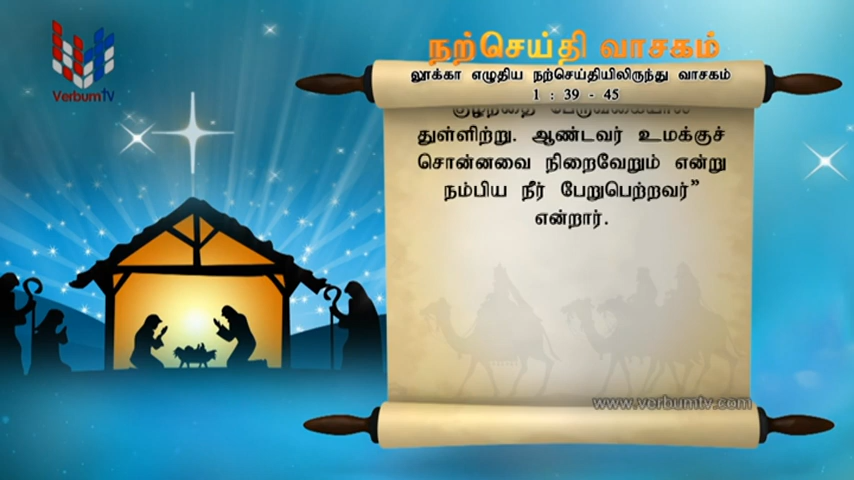 VerbumTV
நற்செய்தி வாசகம்
லூக்கா எழுதிய நற்செய்தியிலிருந்து வாசகம்
1 : 39 - 45
துள்ளிற்று. ஆண்டவர் உமக்குச்
சொன்னவை நிறைவேறும் என்று
நம்பிய நீர் பேறுபெற்றவர்”
என்றார்.
www.verbumtv.com